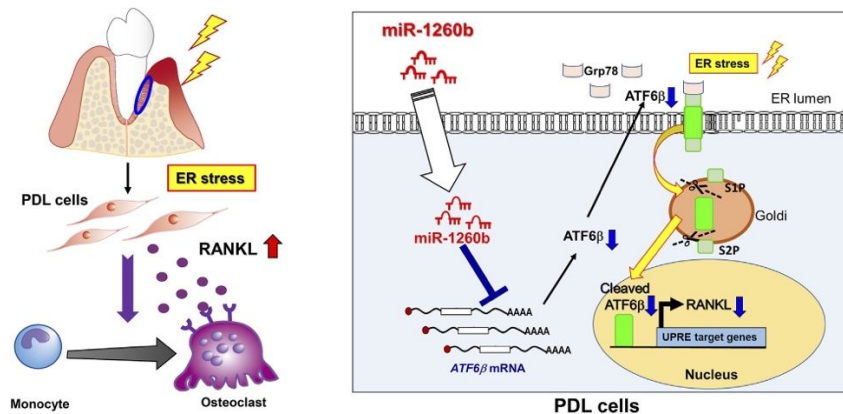 ER stress
PDL cells
RANKL
Monocyte
Osteoclast
miR-1260b
Grp78
ER stress
ATF6β
ER lumen
miR-1260b
ATF6β
S1P
Goldi
S2P
AAAA
AAAA
AAAA
ATF6β mRNA
Cleaved
ATF6β
RANKL
UPRE target genes
Nucleus
PDL cells